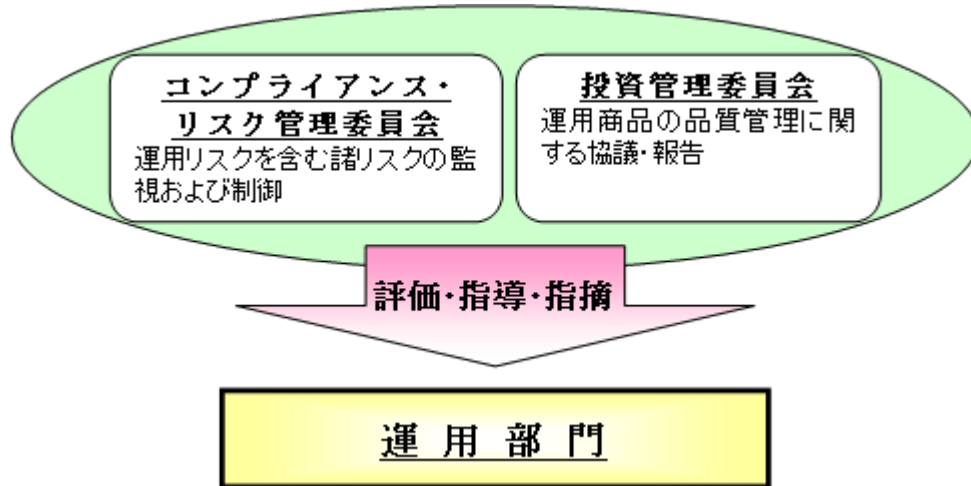 コンプライアンス・
リスク管理委員会
運用リスクを含む諸リスクの監
視および制御
投資管理委員会
運用商品の品質管理に関
する協議・報告
評価・指導・指摘
運用部門